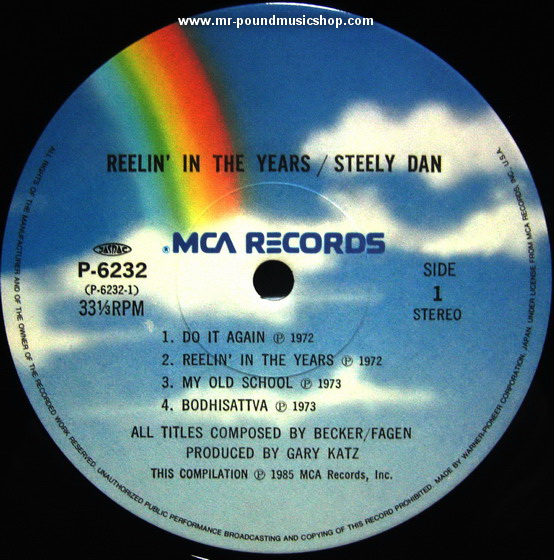 www.mr-poundmusicshop.com
REELIN' IN THE YEARS / STEELY DAN
JASRAC
® MCA RECORDS
P-6232
(P-6232-1)
33⅓RPM
SIDE
1
STEREO
1. DO IT AGAIN ℗ 1972
2. REELIN' IN THE YEARS ℗ 1972
3. MY OLD SCHOOL ℗ 1973
4. BODHISATTVA ℗ 1973
ALL TITLES COMPOSED BY BECKER/FAGEN
PRODUCED BY GARY KATZ
THIS COMPILATION ℗ 1985 MCA Records, Inc.
ALL RIGHTS OF THE MANUFACTURER AND OF THE OWNER OF THE RECORDED WORK RESERVED. UNAUTHORIZED PUBLIC PERFORMANCE BROADCASTING AND COPYING OF THIS RECORD PROHIBITED. MADE BY WARNER-PIONEER CORPORATION, JAPAN, UNDER LICENSE FROM MCA RECORDS, INC., U.S.A.